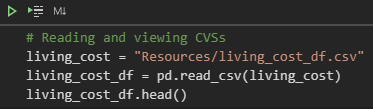 M↓
# Reading and viewing CVSs
living_cost = "Resources/living_cost_df.csv"
living_cost_df = pd.read_csv(living_cost)
living_cost_df.head()